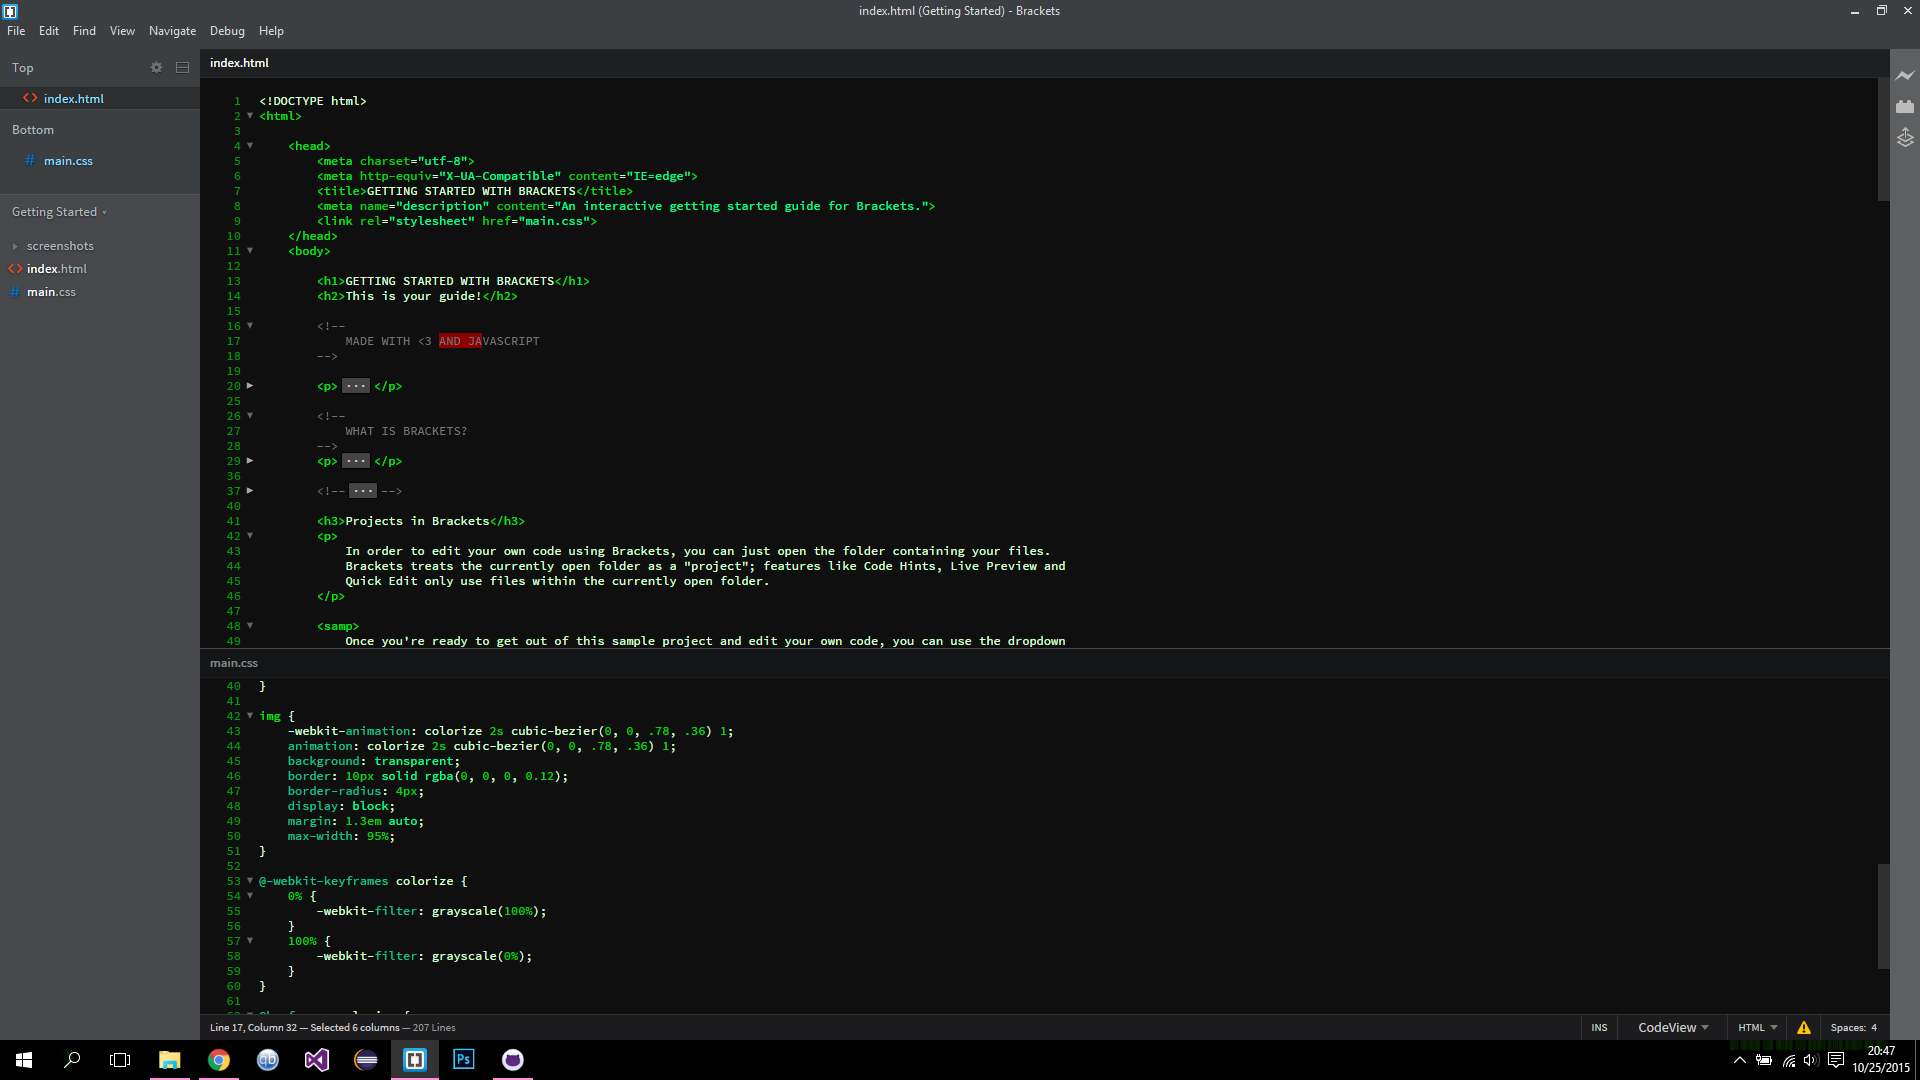 index.html (Getting Started) - Brackets
File Edit Find View Navigate Debug Help
Top
index.html
Bottom
main.css
Getting Started
screenshots
index.html
main.css
index.html
1 <!DOCTYPE html>
2 <html>
3
4 <head>
5 <meta charset="utf-8">
6 <meta http-equiv="X-UA-Compatible" content="IE=edge">
7 <title>GETTING STARTED WITH BRACKETS</title>
8 <meta name="description" content="An interactive getting started guide for Brackets.">
9 <link rel="stylesheet" href="main.css">
10 </head>
11 <body>
12
13 <h1>GETTING STARTED WITH BRACKETS</h1>
14 <h2>This is your guide!</h2>
15
16 <!--
17 MADE WITH <3 AND JAVASCRIPT
18 -->
19
20 <p> ... </p>
25
26 <!--
27 WHAT IS BRACKETS?
28 -->
29 <p> ... </p>
36
37 <!-- ... -->
40
41 <h3>Projects in Brackets</h3>
42 <p>
43 In order to edit your own code using Brackets, you can just open the folder containing your files.
44 Brackets treats the currently open folder as a "project"; features like Code Hints, Live Preview and
45 Quick Edit only use files within the currently open folder.
46 </p>
47
48 <samp>
49 Once you're ready to get out of this sample project and edit your own code, you can use the dropdown
main.css
40 }
41
42 img {
43 -webkit-animation: colorize 2s cubic-bezier(0, 0, .78, .36) 1;
44 animation: colorize 2s cubic-bezier(0, 0, .78, .36) 1;
45 background: transparent;
46 border: 10px solid rgba(0, 0, 0, 0.12);
47 border-radius: 4px;
48 display: block;
49 margin: 1.3em auto;
50 max-width: 95%;
51 }
52
53 @-webkit-keyframes colorize {
54 0% {
55 -webkit-filter: grayscale(100%);
56 }
57 100% {
58 -webkit-filter: grayscale(0%);
59 }
60 }
61
Line 17, Column 32 — Selected 6 columns — 207 Lines
INS CodeView HTML Spaces: 4
qb
Ps
20:47
10/25/2015